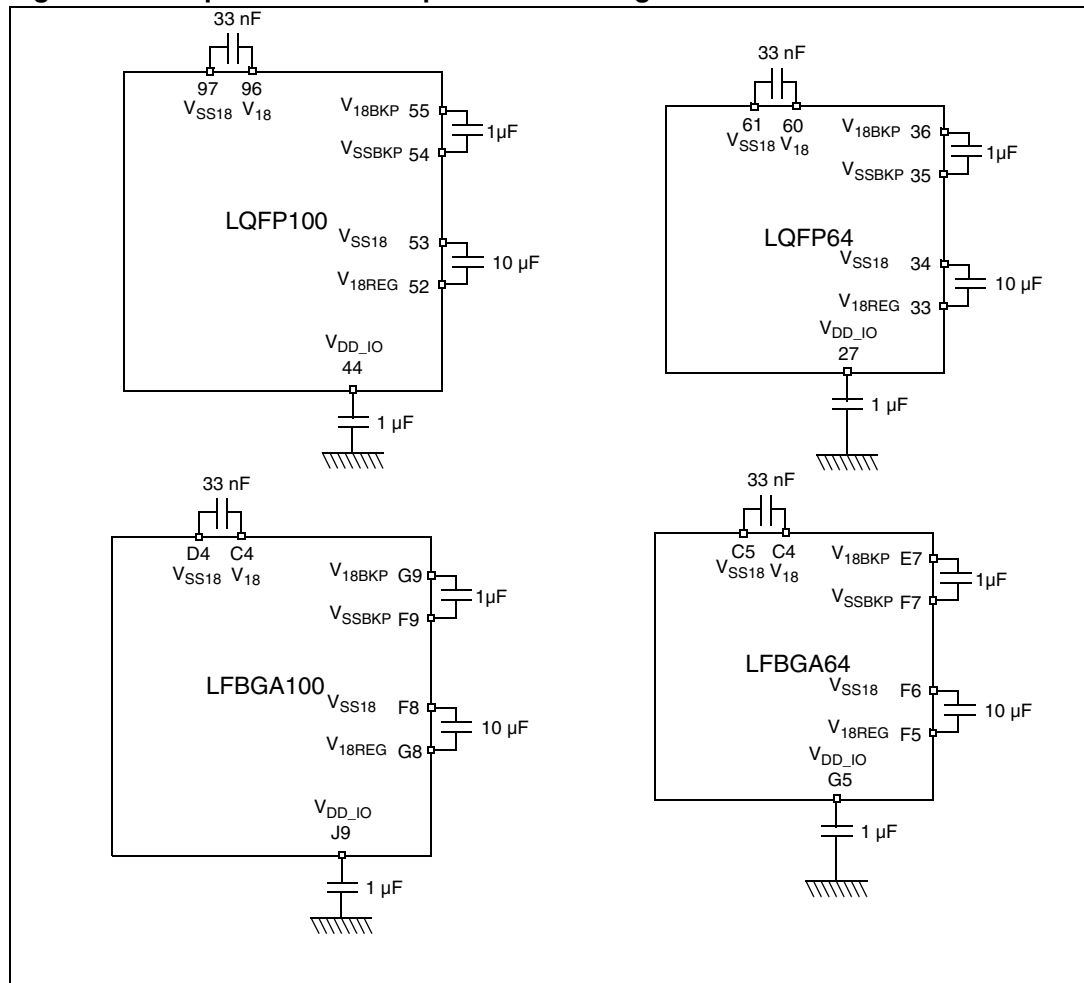 33 nF
97 96
VSS18 V18
V18BKP 55
1µF
VSSBKP 54
LQFP100
VSS18 53
10 µF
V18REG 52
VDD_IO
44
1 µF
33 nF
61 60
VSS18 V18
V18BKP 36
1µF
VSSBKP 35
LQFP64
VSS18 34
10 µF
V18REG 33
VDD_IO
27
1 µF
33 nF
D4 C4
VSS18 V18
V18BKP G9
1µF
VSSBKP F9
LFBGA100
VSS18 F8
10 µF
V18REG G8
VDD_IO
J9
1 µF
33 nF
C5 C4
VSS18 V18
V18BKP E7
1µF
VSSBKP F7
LFBGA64
VSS18 F6
10 µF
V18REG F5
VDD_IO
G5
1 µF